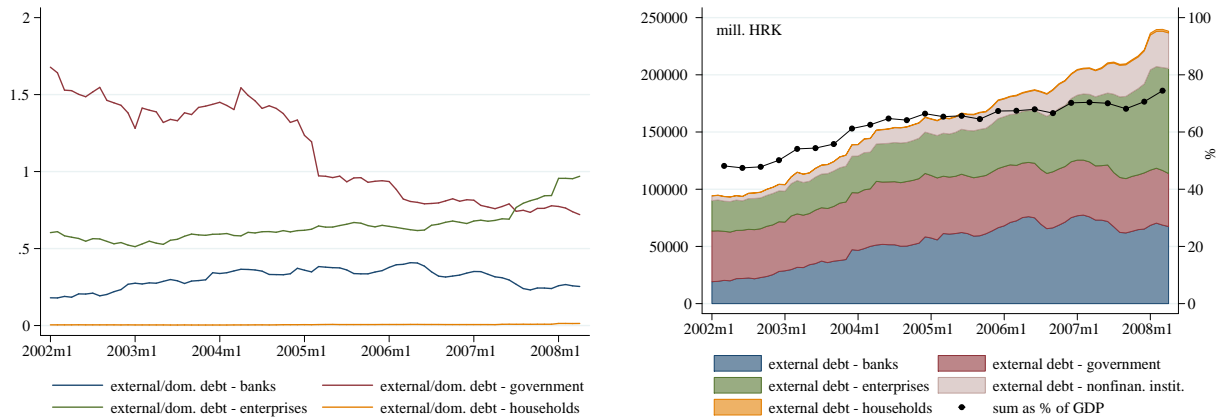 2
1.5
1
.5
0
2002m1 2003m1 2004m1 2005m1 2006m1 2007m1 2008m1
external/dom. debt - banks external/dom. debt - government
external/dom. debt - enterprises external/dom. debt - households
mill. HRK
250000
200000
150000
100000
50000
0
100
80
60
40
20
0
%
2002m1 2003m1 2004m1 2005m1 2006m1 2007m1 2008m1
external debt - banks external debt - government
external debt - enterprises external debt - nonfinan. instit.
external debt - households sum as % of GDP